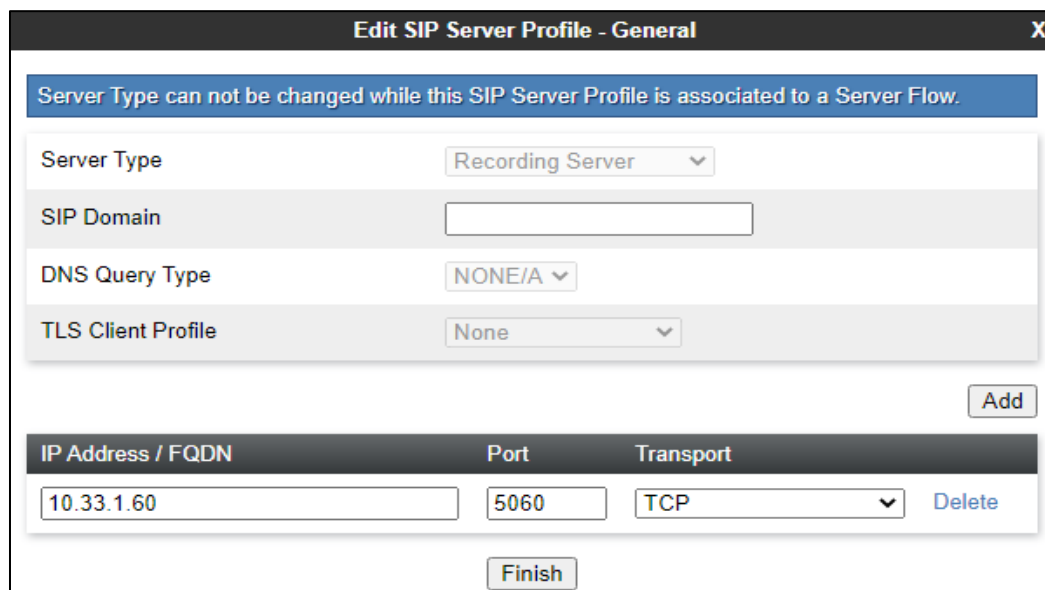 Edit SIP Server Profile - General X
Server Type can not be changed while this SIP Server Profile is associated to a Server Flow.
Server Type Recording Server
SIP Domain
DNS Query Type NONE/A
TLS Client Profile None
Add
IP Address / FQDN Port Transport
10.33.1.60 5060 TCP Delete
Finish